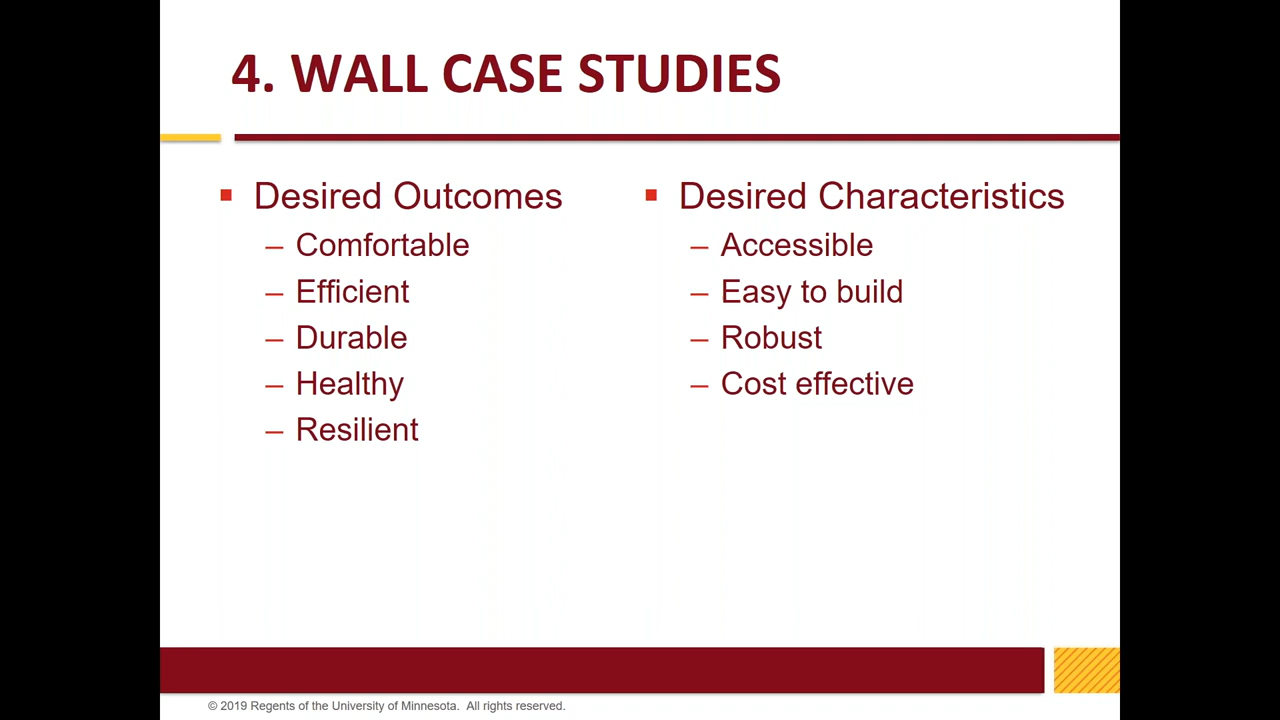 4. WALL CASE STUDIES
▪ Desired Outcomes
– Comfortable
– Efficient
– Durable
– Healthy
– Resilient
▪ Desired Characteristics
– Accessible
– Easy to build
– Robust
– Cost effective
© 2019 Regents of the University of Minnesota. All rights reserved.